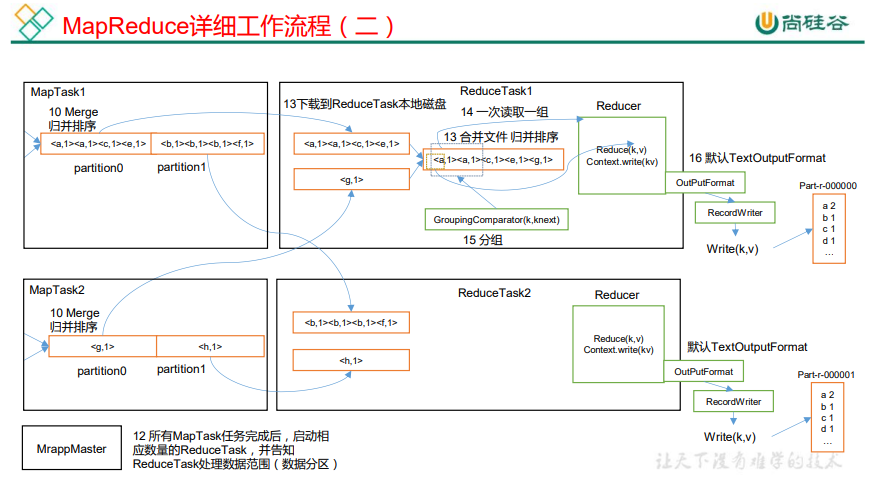 MapReduce详细工作流程（二）
尚硅谷
MapTask1
10 Merge
归并排序
<a,1><a,1><c,1><e,1>
<b,1><b,1><b,1><f,1>
partition0
partition1
ReduceTask1
13下载到ReduceTask本地磁盘
<a,1><a,1><c,1><e,1>
<g,1>
14 一次读取一组
13 合并文件 归并排序
<a,1><a,1><c,1><e,1><g,1>
GroupingComparator(k,knext)
15 分组
Reducer
Reduce(k,v)
Context.write(kv)
16 默认TextOutputFormat
OutPutFormat
RecordWriter
Write(k,v)
Part-r-000000
a 2
b 1
c 1
d 1
...
MapTask2
10 Merge
归并排序
<g,1>
<h,1>
partition0
partition1
ReduceTask2
<b,1><b,1><b,1><f,1>
<h,1>
Reducer
Reduce(k,v)
Context.write(kv)
默认TextOutputFormat
OutPutFormat
RecordWriter
Write(k,v)
Part-r-000001
a 2
b 1
c 1
d 1
...
MrappMaster
12 所有MapTask任务完成后，启动相
应数量的ReduceTask，并告知
ReduceTask处理数据范围（数据分区）
让天下没有难学的技术